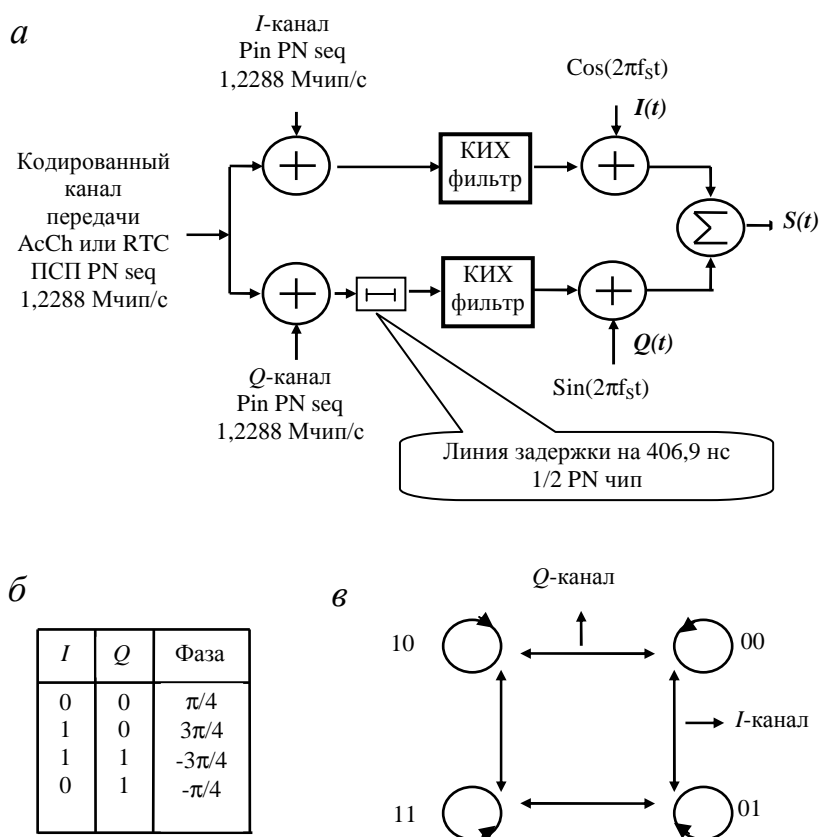 а
I-канал
Pin PN seq
1,2288 Мчип/с
Cos(2πfSt)
I(t)
Кодированный
канал
передачи
AcCh или RTC
ПСП PN seq
1,2288 Мчип/с
КИХ
фильтр
Σ
S(t)
КИХ
фильтр
Q(t)
Sin(2πfSt)
Q-канал
Pin PN seq
1,2288 Мчип/с
Линия задержки на 406,9 нс
1/2 PN чип
б
I Q Фаза
0 0 π/4
1 0 3π/4
1 1 -3π/4
0 1 -π/4
в
Q-канал
10
00
I-канал
11
01